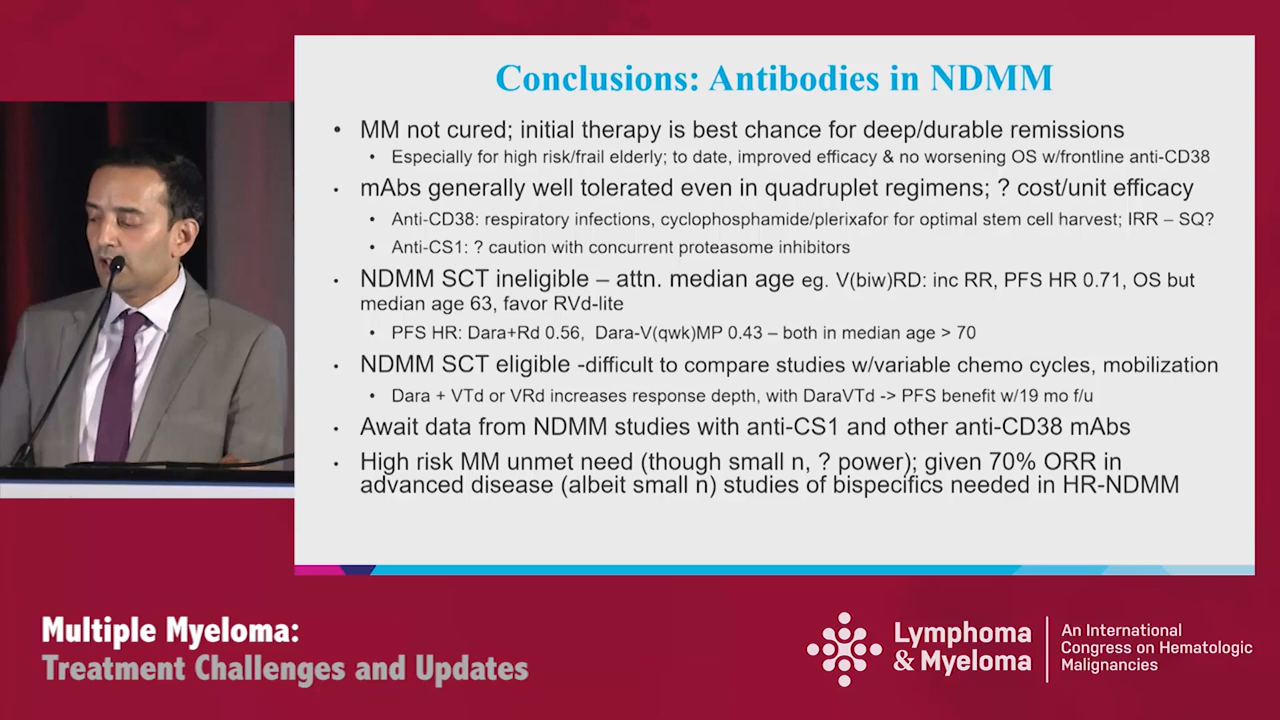 Conclusions: Antibodies in NDMM
• MM not cured; initial therapy is best chance for deep/durable remissions
• Especially for high risk/frail elderly; to date, improved efficacy & no worsening OS w/frontline anti-CD38
• mAbs generally well tolerated even in quadruplet regimens; ? cost/unit efficacy
• Anti-CD38: respiratory infections, cyclophosphamide/plerixafor for optimal stem cell harvest; IRR – SQ?
• Anti-CS1: ? caution with concurrent proteasome inhibitors
• NDMM SCT ineligible – attn. median age eg. V(biw)RD: inc RR, PFS HR 0.71, OS but
median age 63, favor RVd-lite
• PFS HR: Dara+Rd 0.56, Dara-V(qwk)MP 0.43 – both in median age > 70
• NDMM SCT eligible -difficult to compare studies w/variable chemo cycles, mobilization
• Dara + VTd or VRd increases response depth, with DaraVTd -> PFS benefit w/19 mo f/u
• Await data from NDMM studies with anti-CS1 and other anti-CD38 mAbs
• High risk MM unmet need (though small n, ? power); given 70% ORR in
advanced disease (albeit small n) studies of bispecifics needed in HR-NDMM
Multiple Myeloma:
Treatment Challenges and Updates
Lymphoma
& Myeloma
An International
Congress on Hematologic
Malignancies